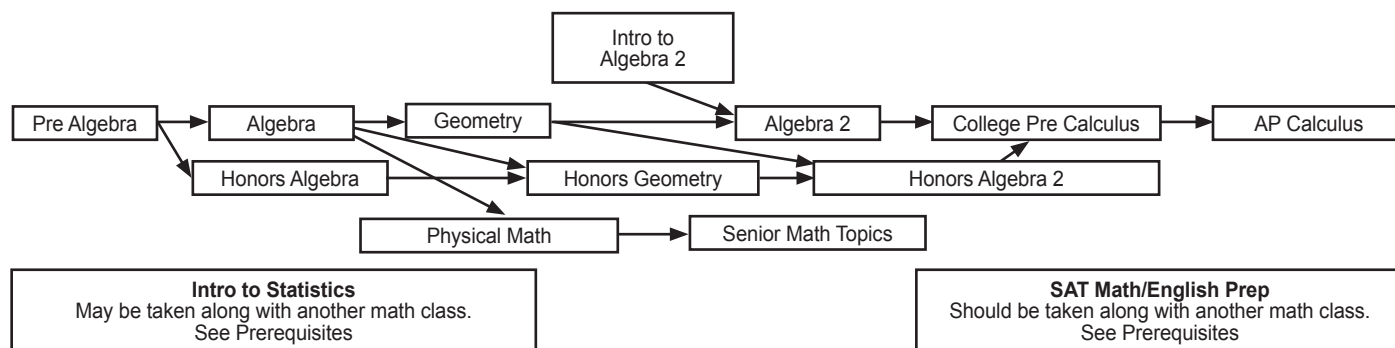 Intro to
Algebra 2
Pre Algebra
Algebra
Geometry
Algebra 2
College Pre Calculus
AP Calculus
Honors Algebra
Honors Geometry
Honors Algebra 2
Physical Math
Senior Math Topics
Intro to Statistics
May be taken along with another math class.
See Prerequisites
SAT Math/English Prep
Should be taken along with another math class.
See Prerequisites